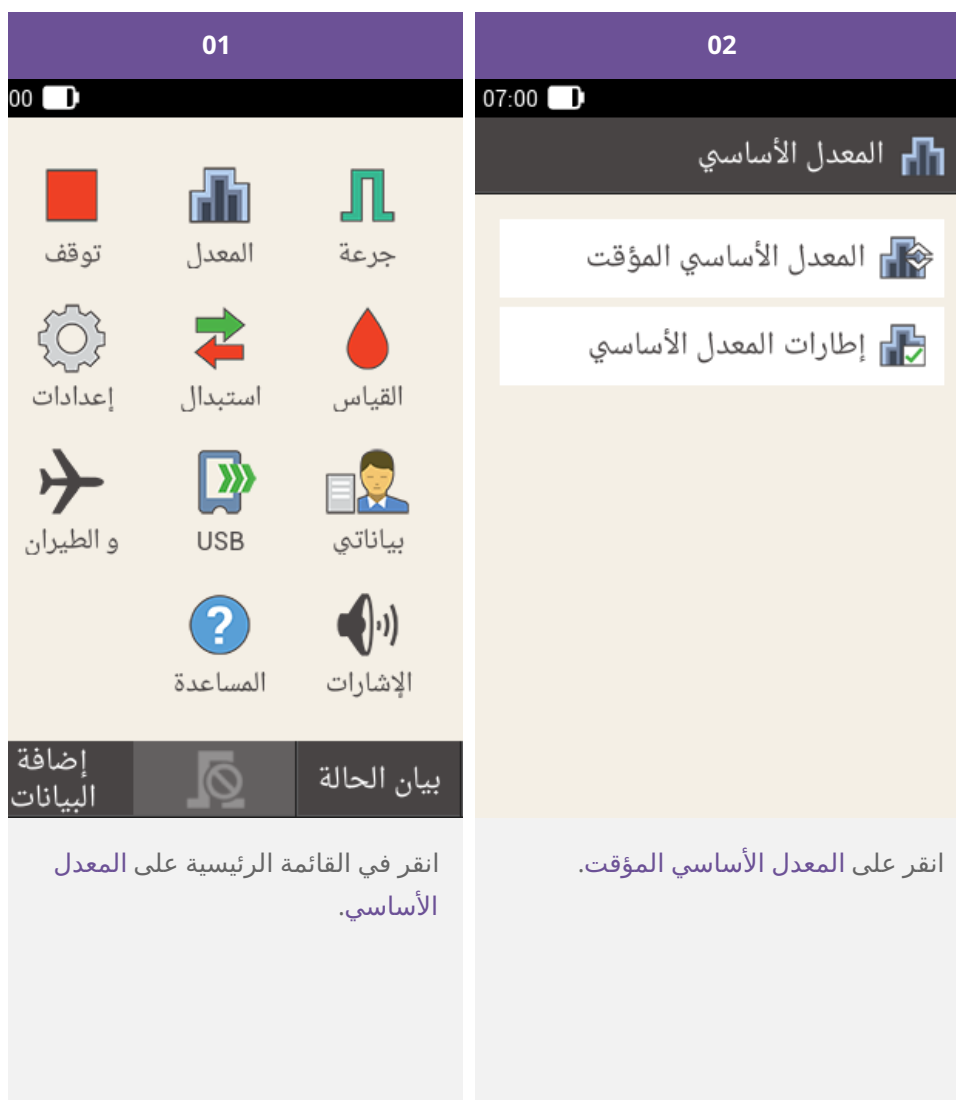 01
00
جرعة
المعدل
توقف
القياس
استبدال
إعدادات
بياناتي
USB
و الطيران
الإشارات
المساعدة
بيان الحالة
إضافة
البيانات
انقر في القائمة الرئيسية على المعدل
الأساسي.
02
07:00
المعدل الأساسي
المعدل الأساسي المؤقت
إطارات المعدل الأساسي
انقر على المعدل الأساسي المؤقت.